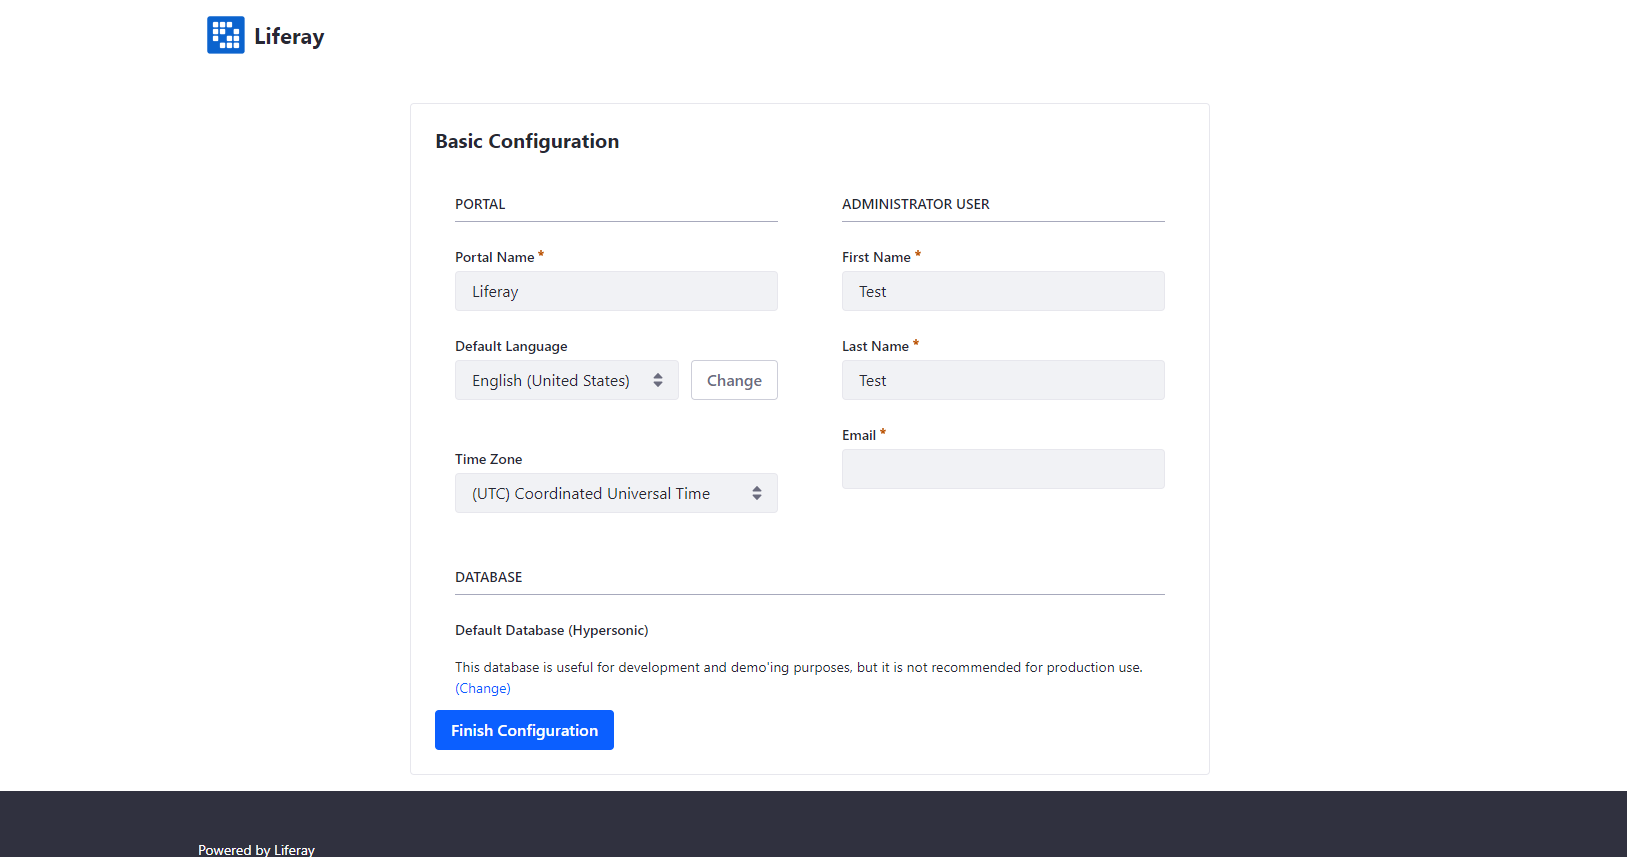 Liferay
Basic Configuration
PORTAL
Portal Name *
Liferay
Default Language
English (United States)
Change
Time Zone
(UTC) Coordinated Universal Time
ADMINISTRATOR USER
First Name *
Test
Last Name *
Test
Email *
DATABASE
Default Database (Hypersonic)
This database is useful for development and demo'ing purposes, but it is not recommended for production use.
(Change)
Finish Configuration
Powered by Liferay